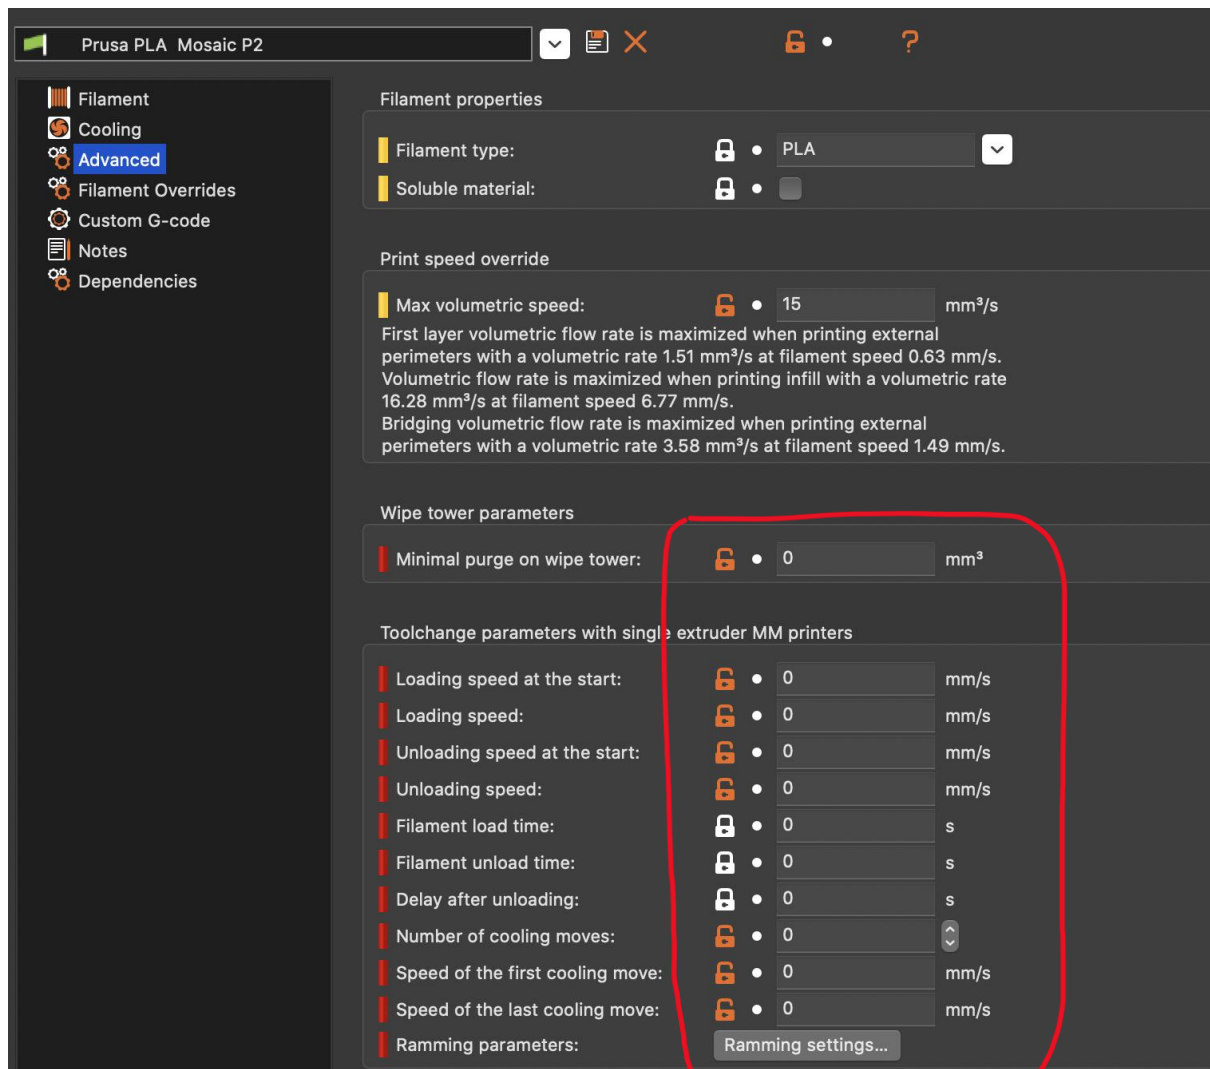 Prusa PLA Mosaic P2
?
Filament
Cooling
Advanced
Filament Overrides
Custom G-code
Notes
Dependencies
Filament properties
Filament type: PLA
Soluble material:
Print speed override
Max volumetric speed: 15 mm³/s
First layer volumetric flow rate is maximized when printing external
perimeters with a volumetric rate 1.51 mm³/s at filament speed 0.63 mm/s.
Volumetric flow rate is maximized when printing infill with a volumetric rate
16.28 mm³/s at filament speed 6.77 mm/s.
Bridging volumetric flow rate is maximized when printing external
perimeters with a volumetric rate 3.58 mm³/s at filament speed 1.49 mm/s.
Wipe tower parameters
Minimal purge on wipe tower: 0 mm³
Toolchange parameters with single extruder MM printers
Loading speed at the start: 0 mm/s
Loading speed: 0 mm/s
Unloading speed at the start: 0 mm/s
Unloading speed: 0 mm/s
Filament load time: 0 s
Filament unload time: 0 s
Delay after unloading: 0 s
Number of cooling moves: 0
Speed of the first cooling move: 0 mm/s
Speed of the last cooling move: 0 mm/s
Ramming parameters: Ramming settings...